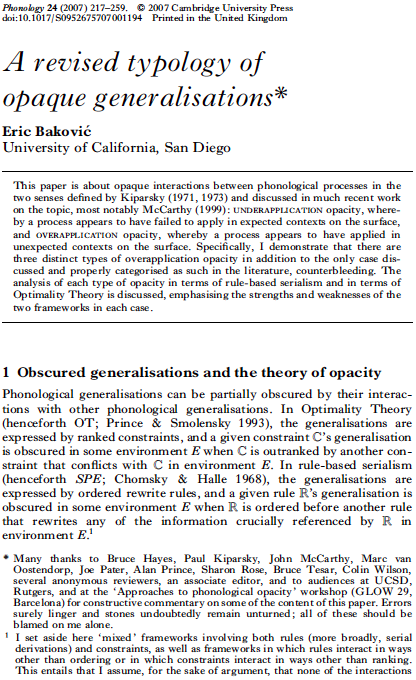 Phonology 24 (2007) 217–259. © 2007 Cambridge University Press
doi:10.1017/S0952675707001194 Printed in the United Kingdom
A revised typology of
opaque generalisations*
Eric Baković
University of California, San Diego
This paper is about opaque interactions between phonological processes in the
two senses defined by Kiparsky (1971, 1973) and discussed in much recent work
on the topic, most notably McCarthy (1999): UNDERAPPLICATION opacity, where-
by a process appears to have failed to apply in expected contexts on the surface,
and OVERAPPLICATION opacity, whereby a process appears to have applied in
unexpected contexts on the surface. Specifically, I demonstrate that there are
three distinct types of overapplication opacity in addition to the only case dis-
cussed and properly categorised as such in the literature, counterbleeding. The
analysis of each type of opacity in terms of rule-based serialism and in terms of
Optimality Theory is discussed, emphasising the strengths and weaknesses of the
two frameworks in each case.
1 Obscured generalisations and the theory of opacity
Phonological generalisations can be partially obscured by their interac-
tions with other phonological generalisations. In Optimality Theory
(henceforth OT; Prince & Smolensky 1993), the generalisations are
expressed by ranked constraints, and a given constraint ℂ's generalisation
is obscured in some environment E when ℂ is outranked by another con-
straint that conflicts with ℂ in environment E. In rule-based serialism
(henceforth SPE; Chomsky & Halle 1968), the generalisations are
expressed by ordered rewrite rules, and a given rule ℝ's generalisation is
obscured in some environment E when ℝ is ordered before another rule
that rewrites any of the information crucially referenced by ℝ in
environment E.¹
* Many thanks to Bruce Hayes, Paul Kiparsky, John McCarthy, Marc van
Oostendorp, Joe Pater, Alan Prince, Sharon Rose, Bruce Tesar, Colin Wilson,
several anonymous reviewers, an associate editor, and to audiences at UCSD,
Rutgers, and at the 'Approaches to phonological opacity' workshop (GLOW 29,
Barcelona) for constructive commentary on some of the content of this paper. Errors
surely linger and stones undoubtedly remain unturned; all of these should be
blamed on me alone.
¹ I set aside here 'mixed' frameworks involving both rules (more broadly, serial
derivations) and constraints, as well as frameworks in which rules interact in ways
other than ordering or in which constraints interact in ways other than ranking.
This entails that I assume, for the sake of argument, that none of the interactions